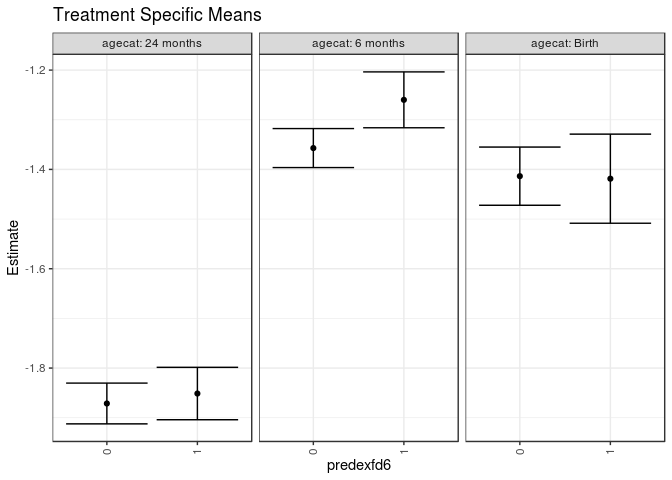 Treatment Specific Means
agecat: 24 months
agecat: 6 months
agecat: Birth
Estimate
-1.2
-1.4
-1.6
-1.8
0
1
0
1
0
1
predexfd6